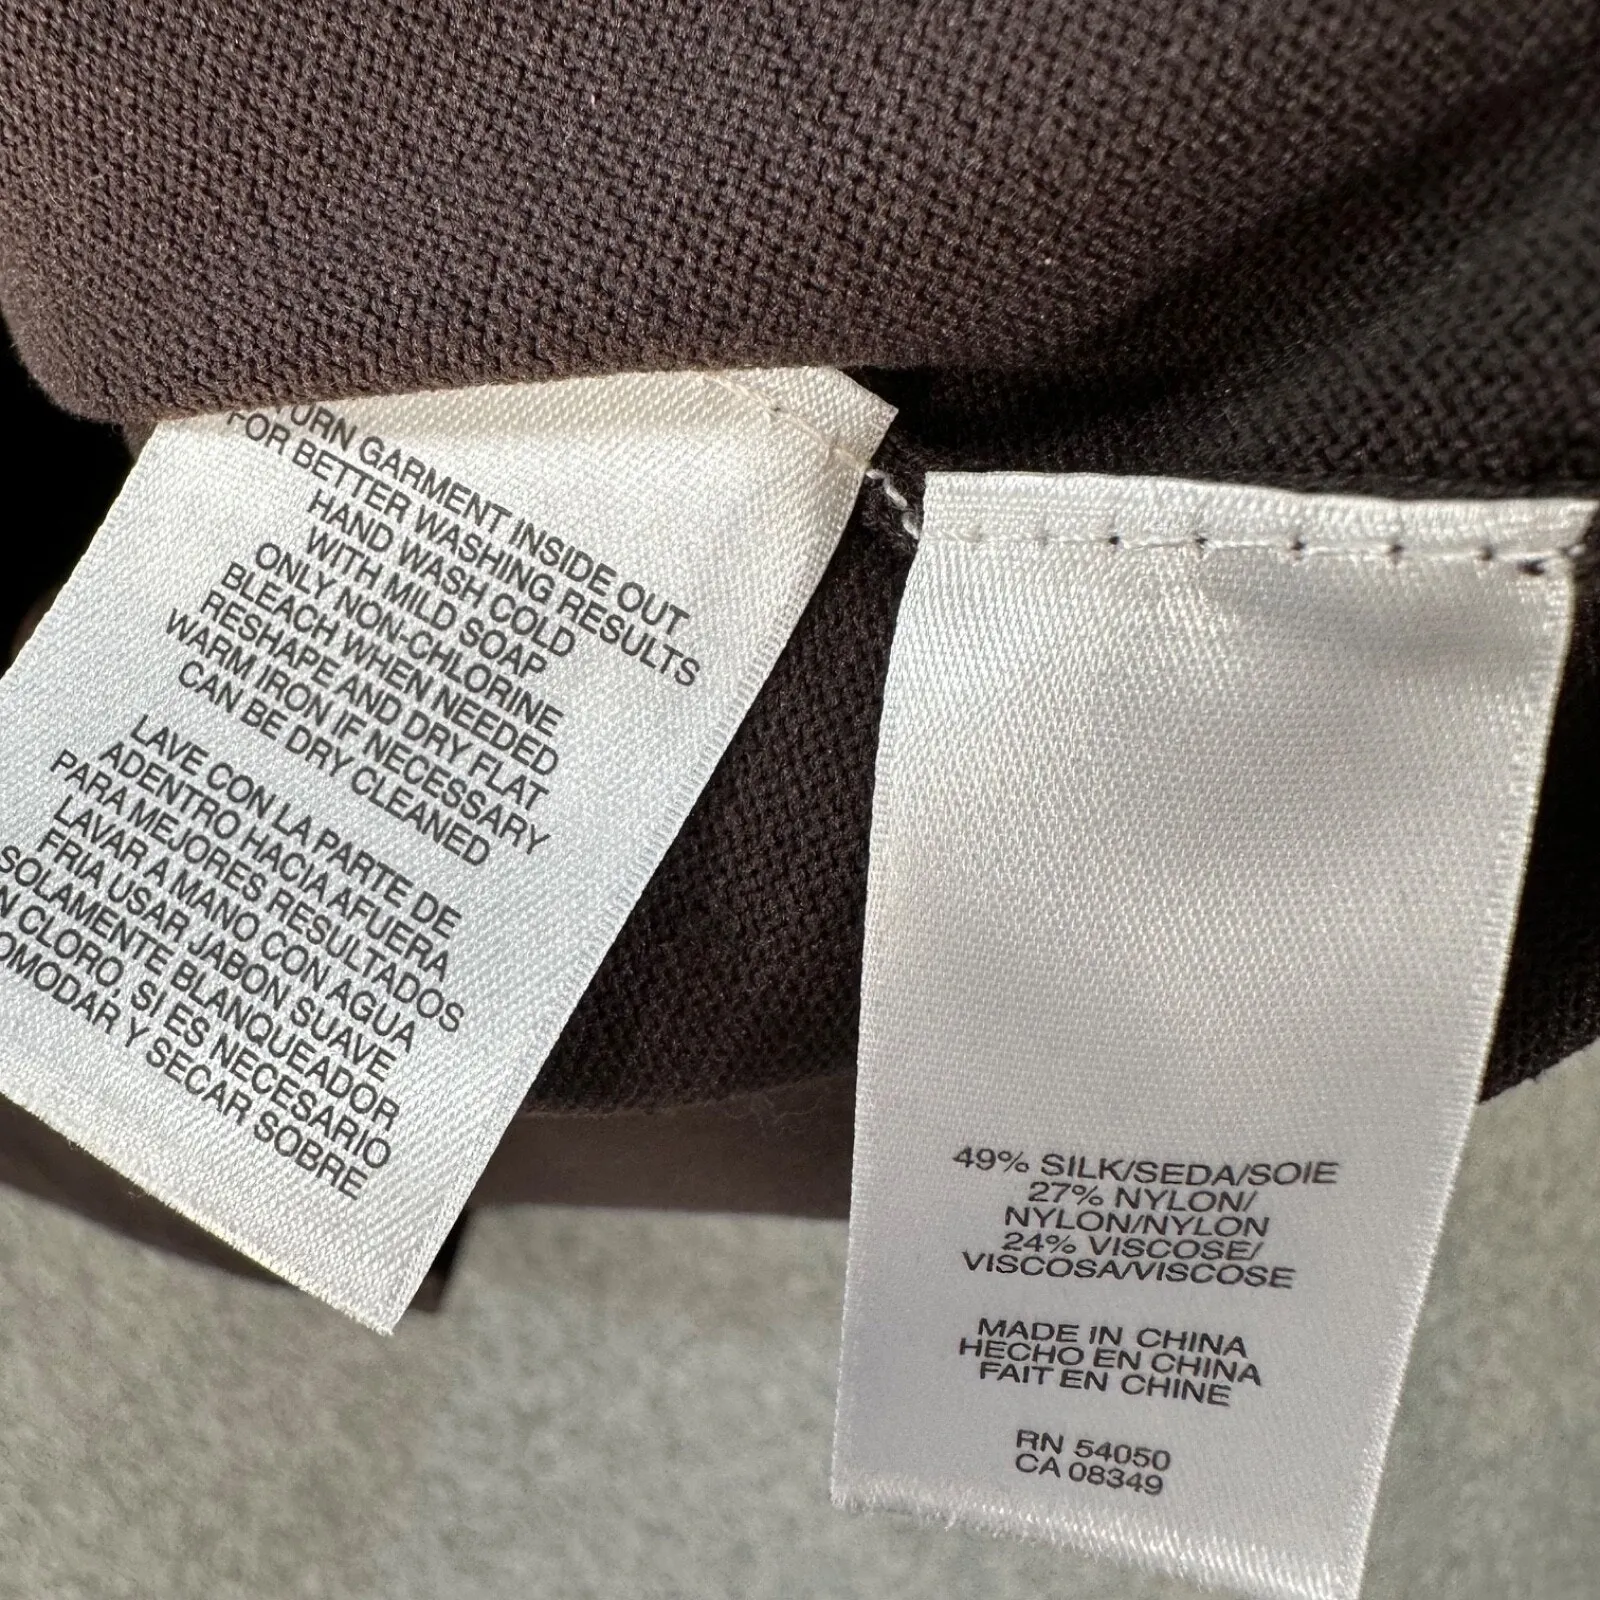 TURN GARMENT INSIDE OUT
FOR BETTER WASHING RESULTS
HAND WASH COLD
WITH MILD SOAP
ONLY NON-CHLORINE
BLEACH WHEN NEEDED
RESHAPE AND DRY FLAT
WARM IRON IF NECESSARY
CAN BE DRY CLEANED
LAVE CON LA PARTE DE
ADENTRO HACIA AFUERA
PARA MEJORES RESULTADOS
LAVAR A MANO CON AGUA
FRIA USAR JABON SUAVE
SOLAMENTE BLANQUEADOR
N CLORO, SI ES NECESARIO
OMODAR Y SECAR SOBRE
49% SILK/SEDA/SOIE
27% NYLON/
NYLON/NYLON
24% VISCOSE/
VISCOSA/VISCOSE
MADE IN CHINA
HECHO EN CHINA
FAIT EN CHINE
RN 54050
CA 08349